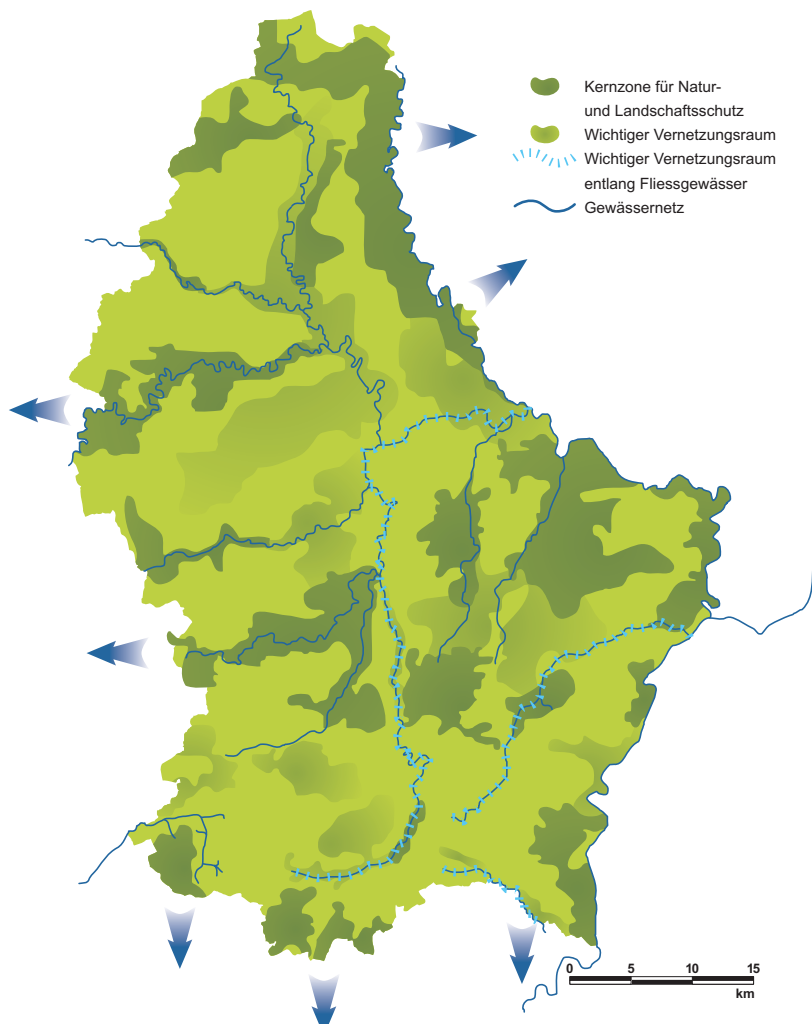 Kernzone für Natur-
und Landschaftsschutz
Wichtiger Vernetzungsraum
Wichtiger Vernetzungsraum
entlang Fliessgewässer
Gewässernetz
0 5 10 15
km